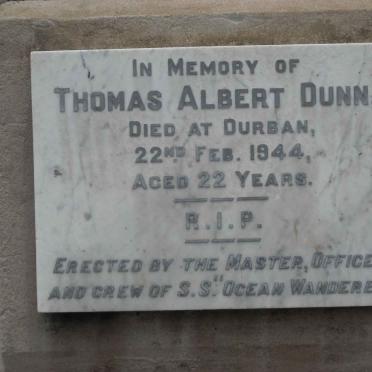 In Memory of
Thomas Albert Dunn
Died at Durban,
22nd Feb. 1944,
Aged 22 Years.
R.I.P.
Erected by the Master, Office
and crew of S.S. "Ocean Wandere